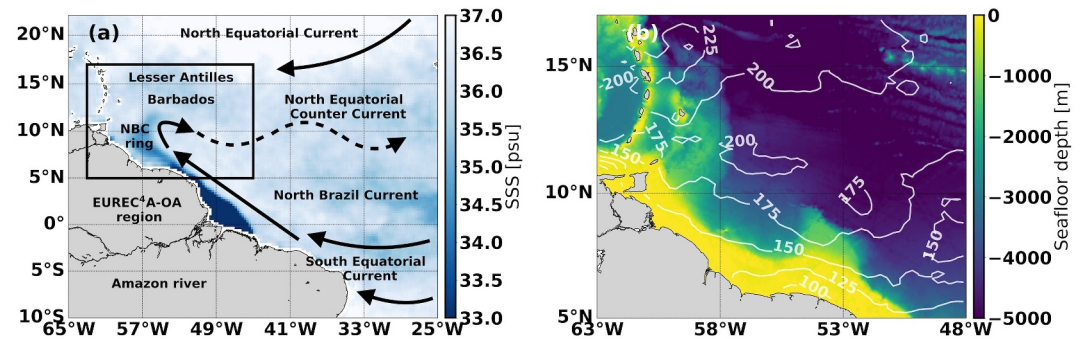 (a)
North Equatorial Current
Lesser Antilles
Barbados
North Equatorial
Counter Current
NBC
ring
North Brazil Current
EUREC⁴A-OA
region
South Equatorial
Current
Amazon river
20°N
15°N
10°N
5°N
0°
5°S
10°S
65°W
57°W
49°W
41°W
33°W
25°W
37.0
36.5
36.0
35.5
35.0
34.5
34.0
33.5
33.0
SSS [psu]
(b)
225
200
200
200
175
150
175
175
150
150
125
100
15°N
10°N
5°N
63°W
58°W
53°W
48°W
0
−1000
−2000
−3000
−4000
−5000
Seafloor depth [m]